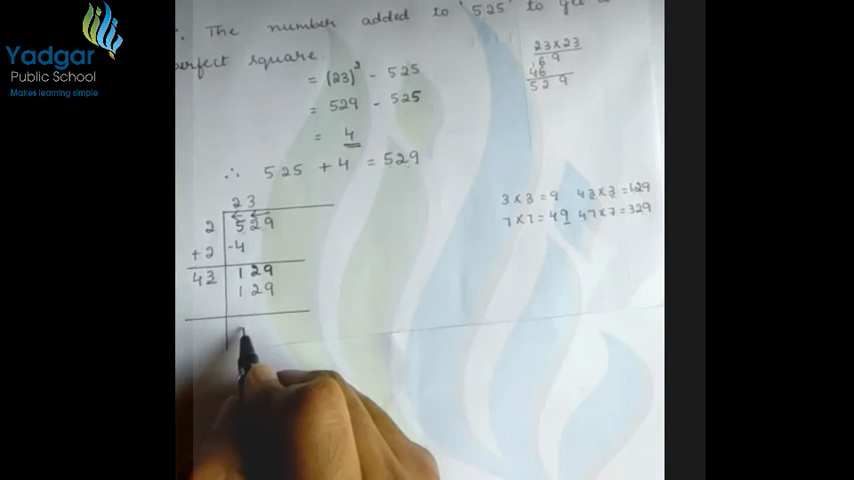 Yadgar
Public School
Makes learning simple
∴ The number added to '525' to get a
perfect square.
= (23)² - 525
= 529 - 525
= 4
∴ 525 + 4 = 529
23×23
69
46
529
23
2 529
+2 -4
43 129
129
3×3=9 43×3=129
7×7=49 47×7=329